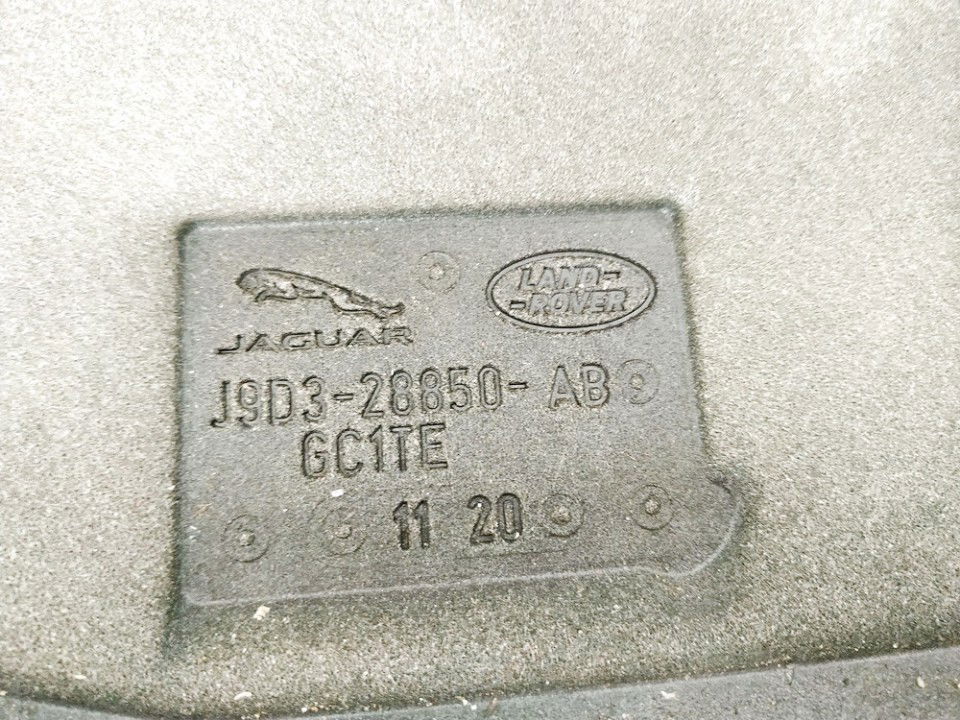 JAGUAR
LAND-
-ROVER
J9D3-28850-AB
GC1TE
11 20